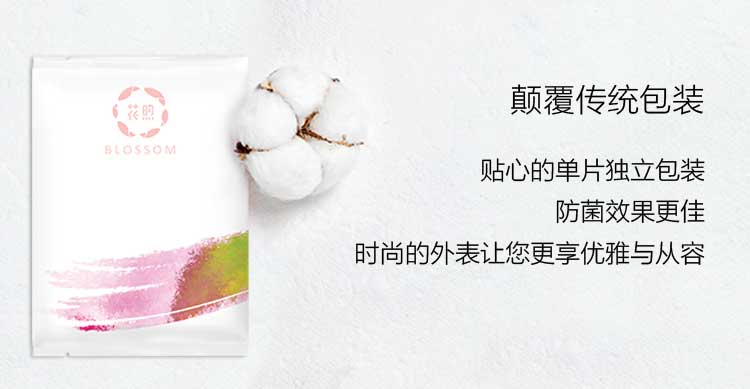 花煦
BLOSSOM
颠覆传统包装
贴心的单片独立包装
防菌效果更佳
时尚的外表让您更享优雅与从容